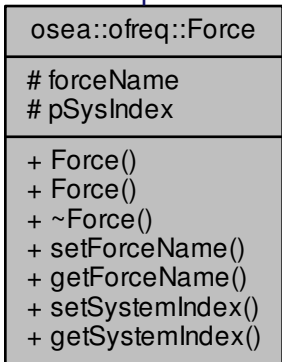 osea::ofreq::Force
# forceName
# pSysIndex
+ Force()
+ Force()
+ ~Force()
+ setForceName()
+ getForceName()
+ setSystemIndex()
+ getSystemIndex()